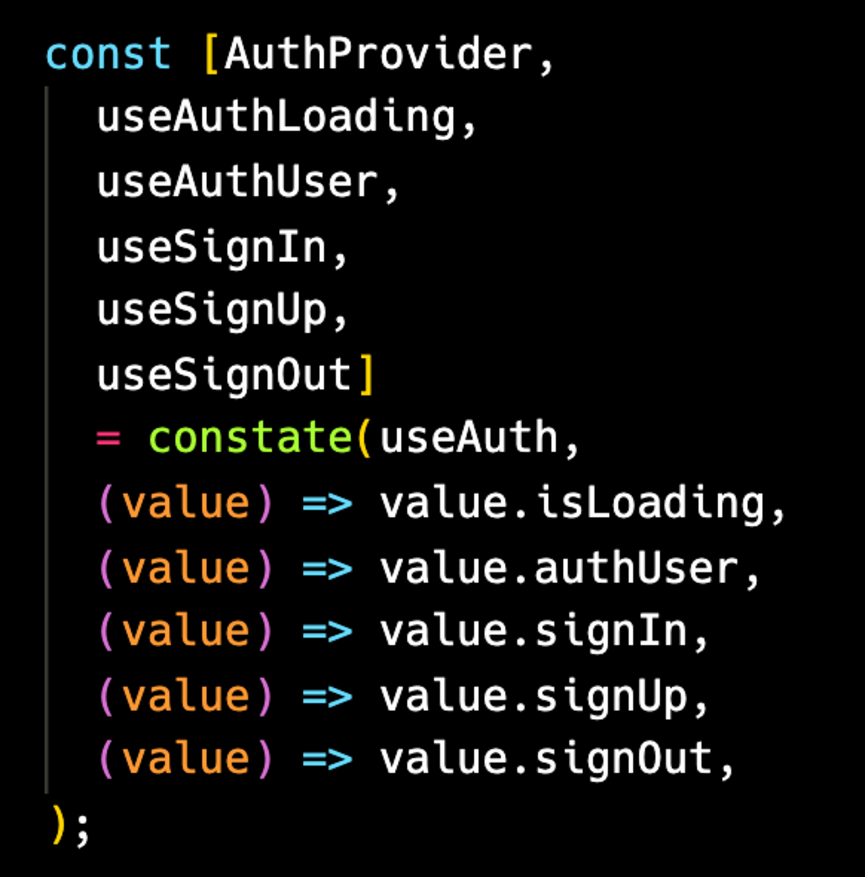 const [AuthProvider,
useAuthLoading,
useAuthUser,
useSignIn,
useSignUp,
useSignOut]
= constate(useAuth,
(value) => value.isLoading,
(value) => value.authUser,
(value) => value.signIn,
(value) => value.signUp,
(value) => value.signOut,
);